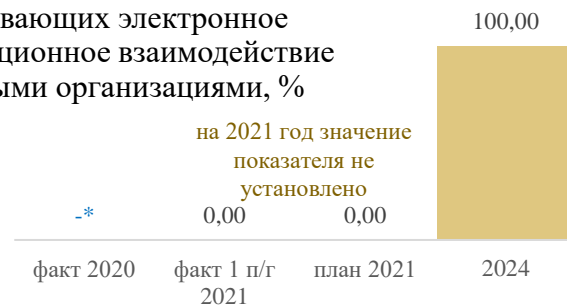 вающих электронное
ционное взаимодействие
ыми организациями, %
100,00
на 2021 год значение
показателя не
установлено
-*
0,00
0,00
факт 2020
факт 1 п/г
2021
план 2021
2024